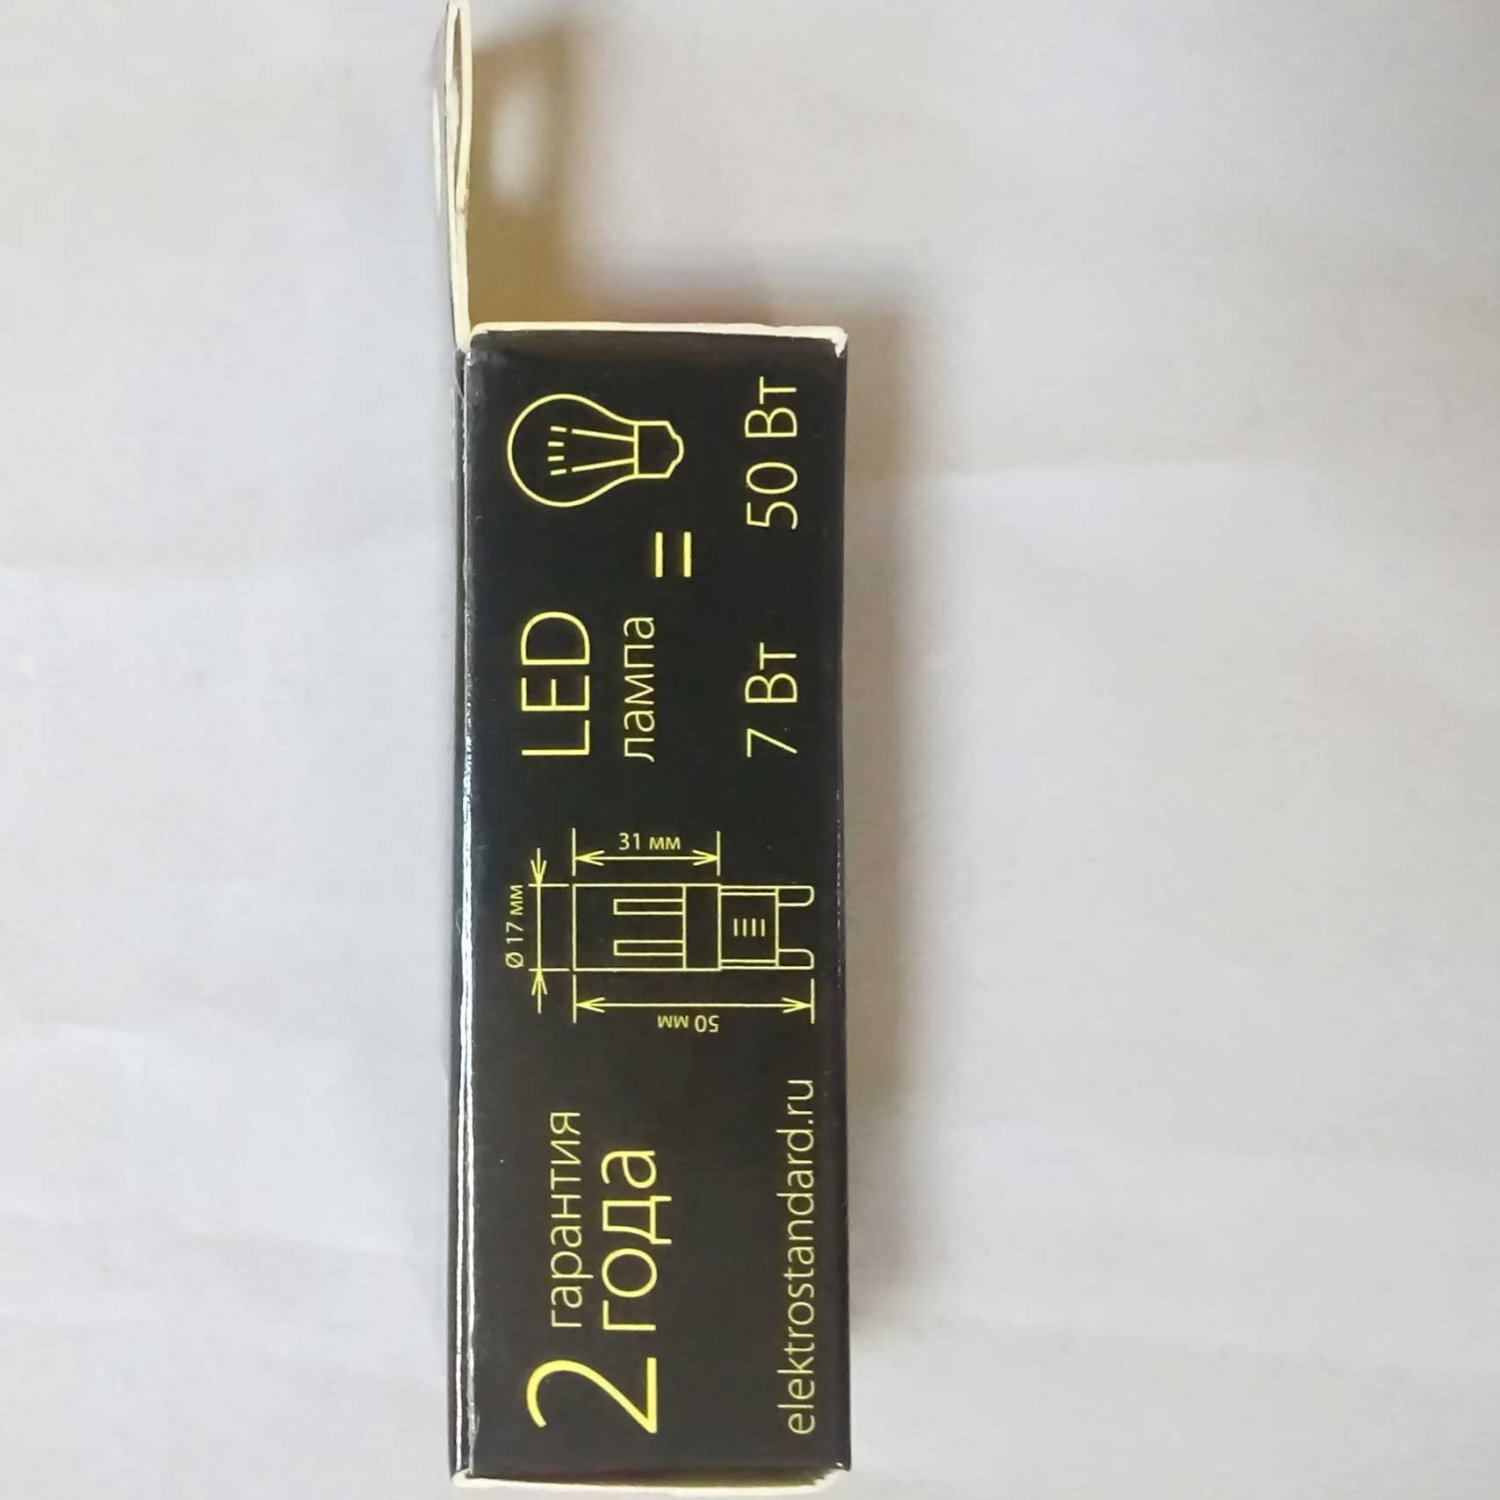 2 гарантия
года
elektrostandard.ru
Ø 17 мм
31 мм
50 мм
LED
лампа
=
7 Вт
50 Вт